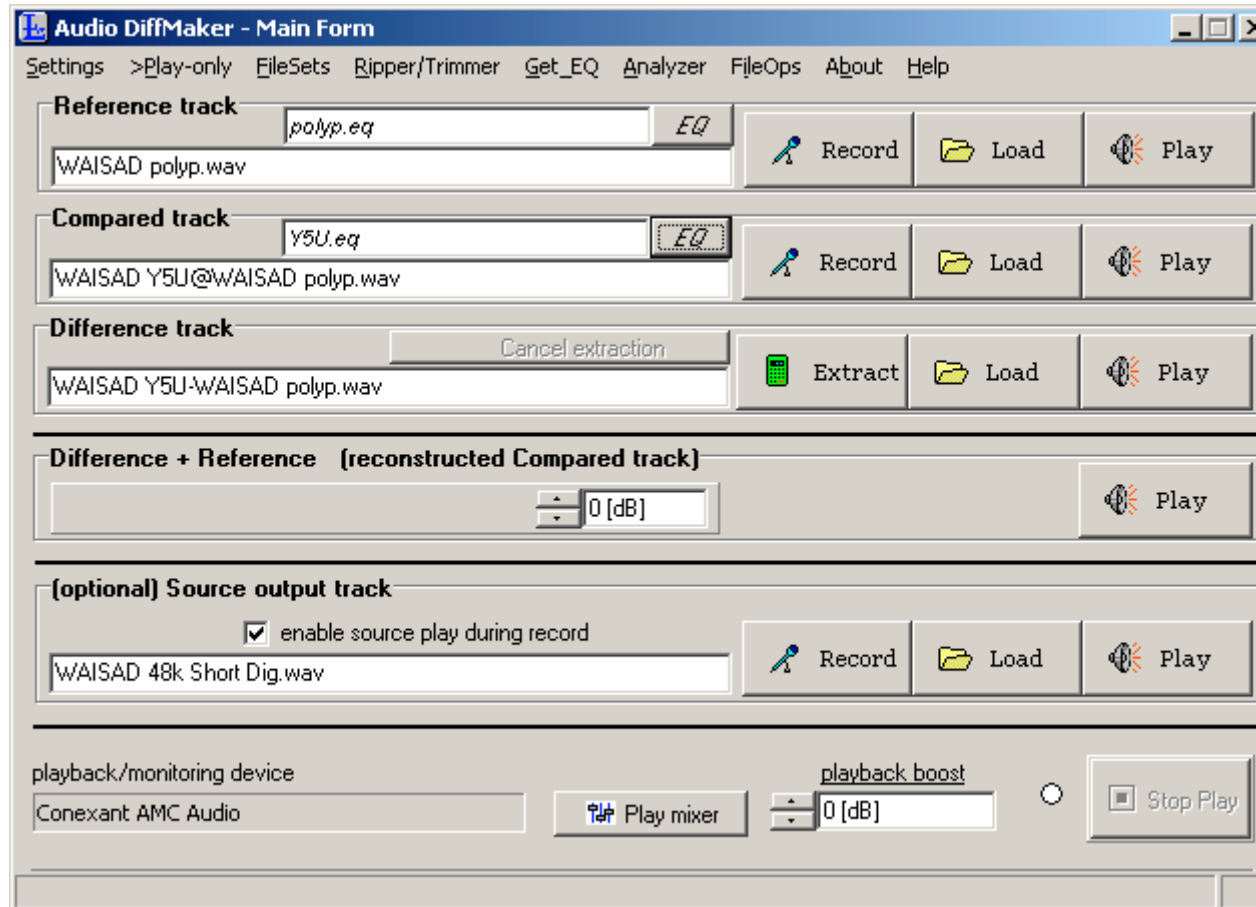 Audio DiffMaker - Main Form
Settings >Play-only FileSets Ripper/Trimmer Get_EQ Analyzer FileOps About Help
Reference track
polyp.eq EQ
WAISAD polyp.wav
Record Load Play
Compared track
Y5U.eq EQ
WAISAD Y5U@WAISAD polyp.wav
Record Load Play
Difference track
Cancel extraction
WAISAD Y5U-WAISAD polyp.wav
Extract Load Play
Difference + Reference (reconstructed Compared track)
0 [dB]
Play
(optional) Source output track
enable source play during record
WAISAD 48k Short Dig.wav
Record Load Play
playback/monitoring device
Conexant AMC Audio
Play mixer
playback boost
0 [dB]
Stop Play